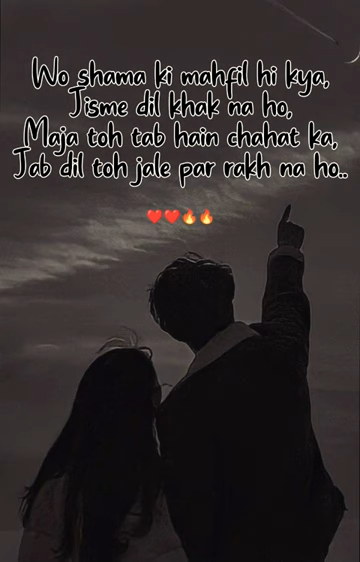 Wo shama ki mahfil hi kya,
Jisme dil khak na ho,
Maja toh tab hain chahat ka,
Jab dil toh jale par rakh na ho..
❤️❤️🔥🔥